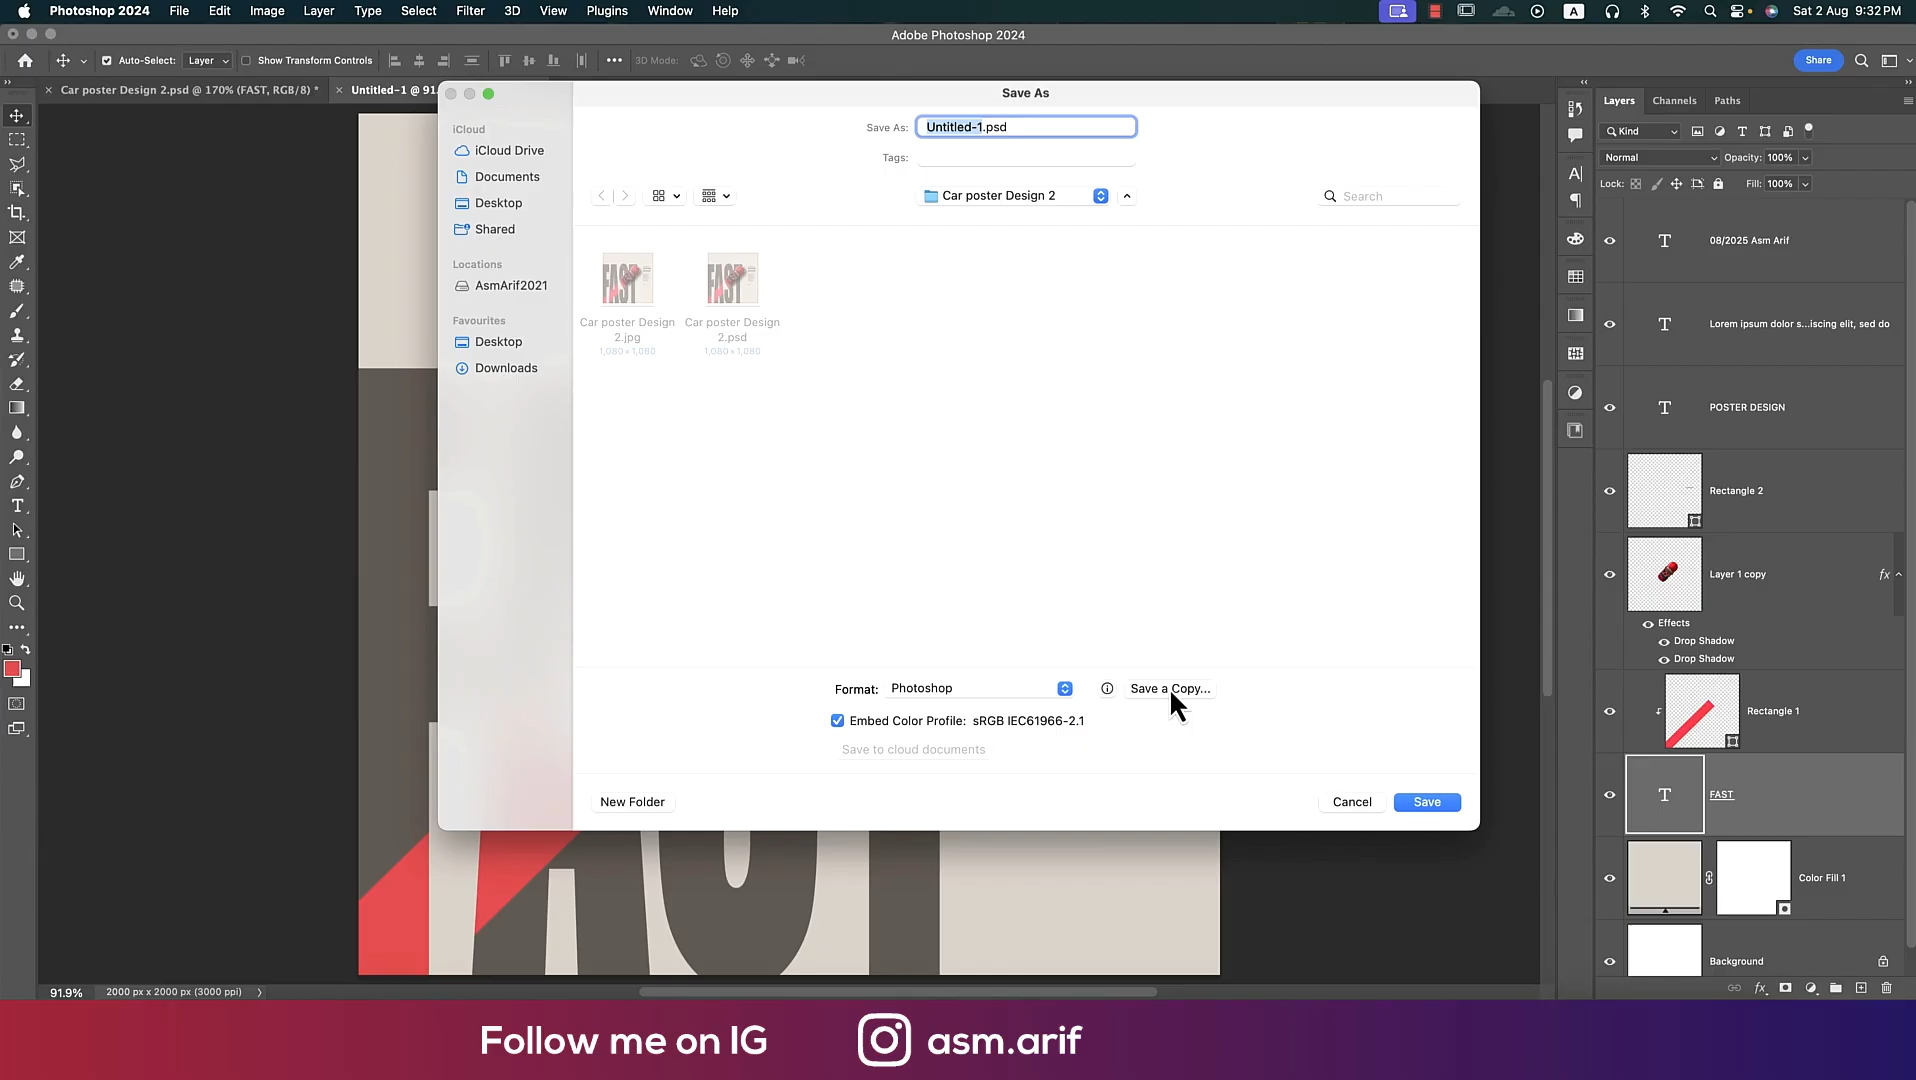 Photoshop 2024 File Edit Image Layer Type Select Filter 3D View Plugins Window Help A Sat 2 Aug 9:32 PM
Adobe Photoshop 2024
Auto-Select: Layer Show Transform Controls 3D Mode: Share
Car poster Design 2.psd @ 170% (FAST, RGB/8) * Untitled-1 @ 91.
Save As
Save As: Untitled-1.psd
Tags:
Car poster Design 2
Search
iCloud
iCloud Drive
Documents
Desktop
Shared
Locations
AsmArif2021
Favourites
Desktop
Downloads
FAST FAST
Car poster Design Car poster Design
2.jpg 2.psd
1,080 × 1,080 1,080 × 1,080
Format: Photoshop Save a Copy...
Embed Color Profile: sRGB IEC61966-2.1
Save to cloud documents
New Folder Cancel Save
Layers Channels Paths
Kind
Normal Opacity: 100%
Lock: Fill: 100%
08/2025 Asm Arif
Lorem ipsum dolor s...iscing elit, sed do
POSTER DESIGN
Rectangle 2
Layer 1 copy fx
Effects
Drop Shadow
Drop Shadow
Rectangle 1
FAST
Color Fill 1
Background
91.9% 2000 px x 2000 px (3000 ppi)
Follow me on IG asm.arif